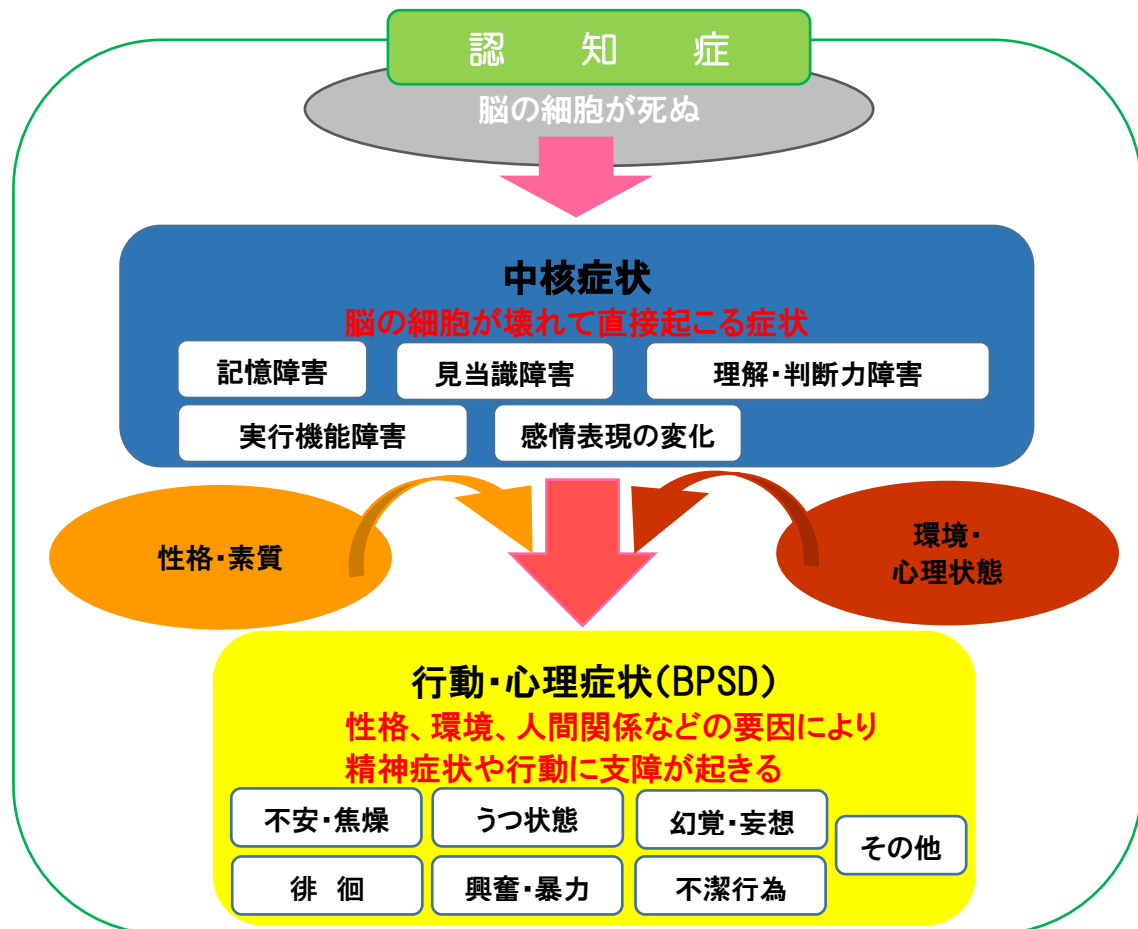 認 知 症
脳の細胞が死ぬ
中核症状
脳の細胞が壊れて直接起こる症状
記憶障害
見当識障害
理解・判断力障害
実行機能障害
感情表現の変化
性格・素質
環境・
心理状態
行動・心理症状(BPSD)
性格、環境、人間関係などの要因により
精神症状や行動に支障が起きる
不安・焦燥
うつ状態
幻覚・妄想
その他
徘 徊
興奮・暴力
不潔行為